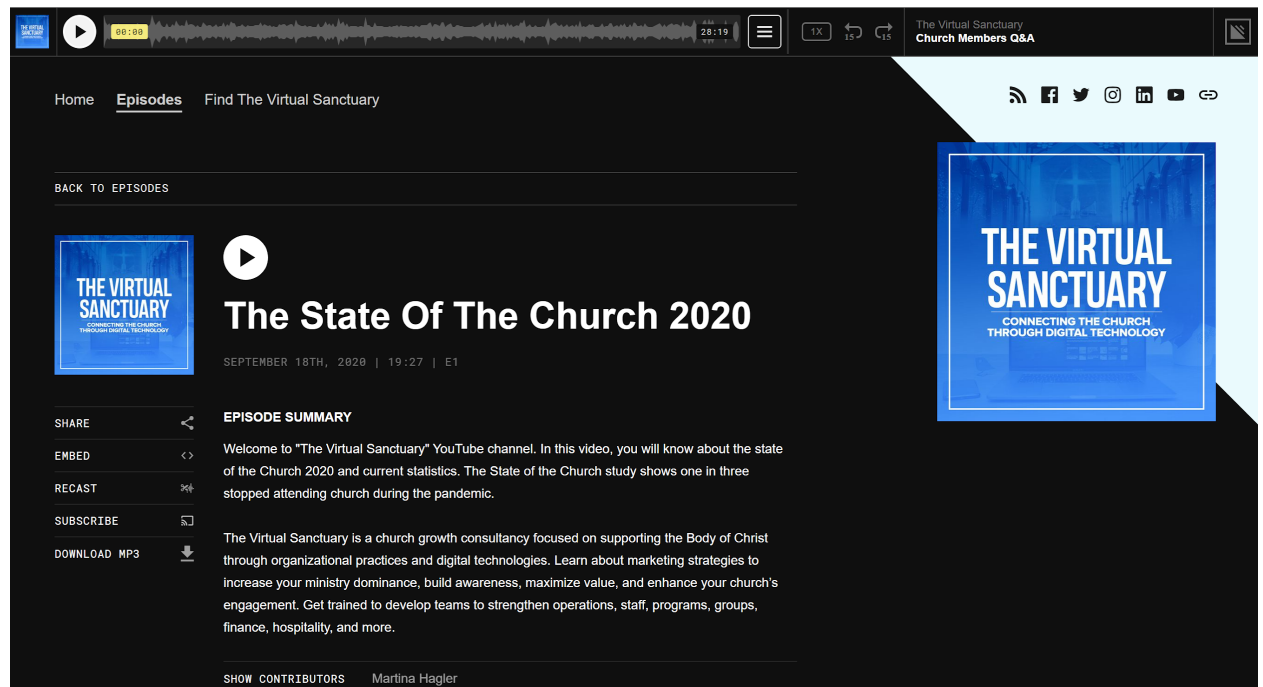 00:00
28:19
1X
15
15
The Virtual Sanctuary
Church Members Q&A
Home Episodes Find The Virtual Sanctuary
BACK TO EPISODES
THE VIRTUAL
SANCTUARY
CONNECTING THE CHURCH
THROUGH DIGITAL TECHNOLOGY
The State Of The Church 2020
SEPTEMBER 18TH, 2020 | 19:27 | E1
SHARE
EMBED
RECAST
SUBSCRIBE
DOWNLOAD MP3
EPISODE SUMMARY
Welcome to "The Virtual Sanctuary" YouTube channel. In this video, you will know about the state
of the Church 2020 and current statistics. The State of the Church study shows one in three
stopped attending church during the pandemic.
The Virtual Sanctuary is a church growth consultancy focused on supporting the Body of Christ
through organizational practices and digital technologies. Learn about marketing strategies to
increase your ministry dominance, build awareness, maximize value, and enhance your church's
engagement. Get trained to develop teams to strengthen operations, staff, programs, groups,
finance, hospitality, and more.
SHOW CONTRIBUTORS Martina Hagler
THE VIRTUAL
SANCTUARY
CONNECTING THE CHURCH
THROUGH DIGITAL TECHNOLOGY